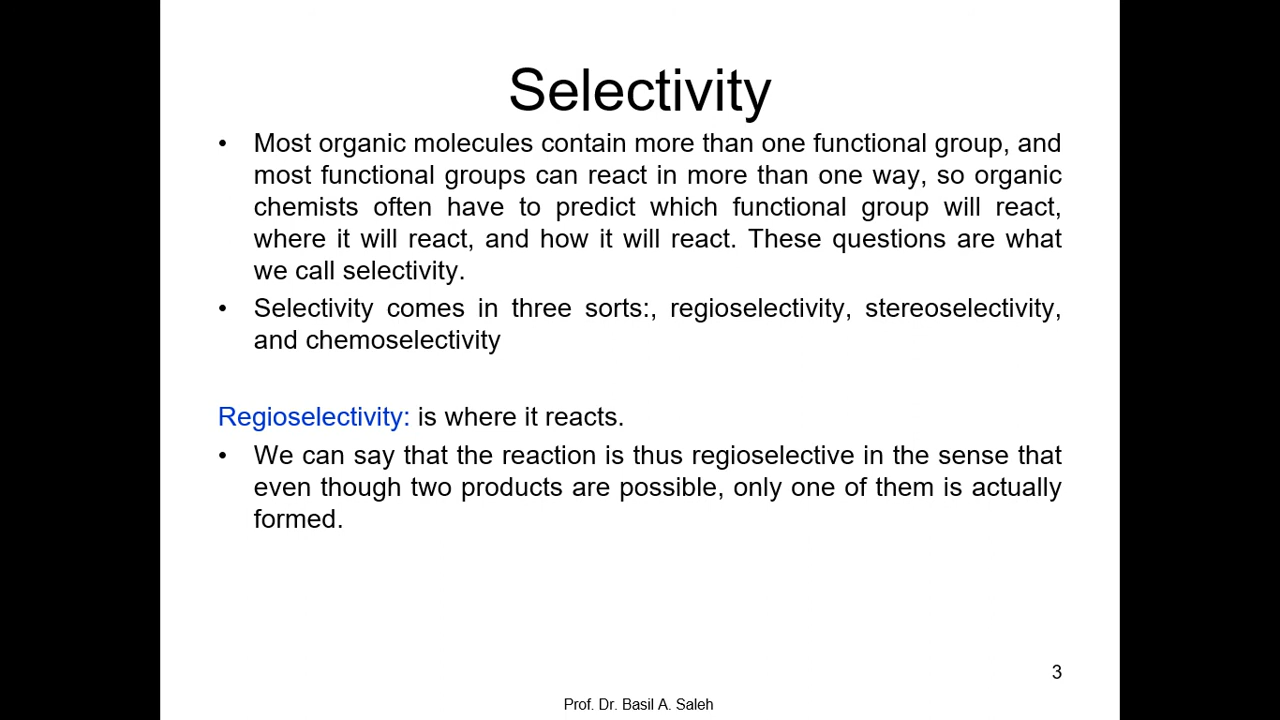 Selectivity
• Most organic molecules contain more than one functional group, and
most functional groups can react in more than one way, so organic
chemists often have to predict which functional group will react,
where it will react, and how it will react. These questions are what
we call selectivity.
• Selectivity comes in three sorts:, regioselectivity, stereoselectivity,
and chemoselectivity
Regioselectivity: is where it reacts.
• We can say that the reaction is thus regioselective in the sense that
even though two products are possible, only one of them is actually
formed.
3
Prof. Dr. Basil A. Saleh